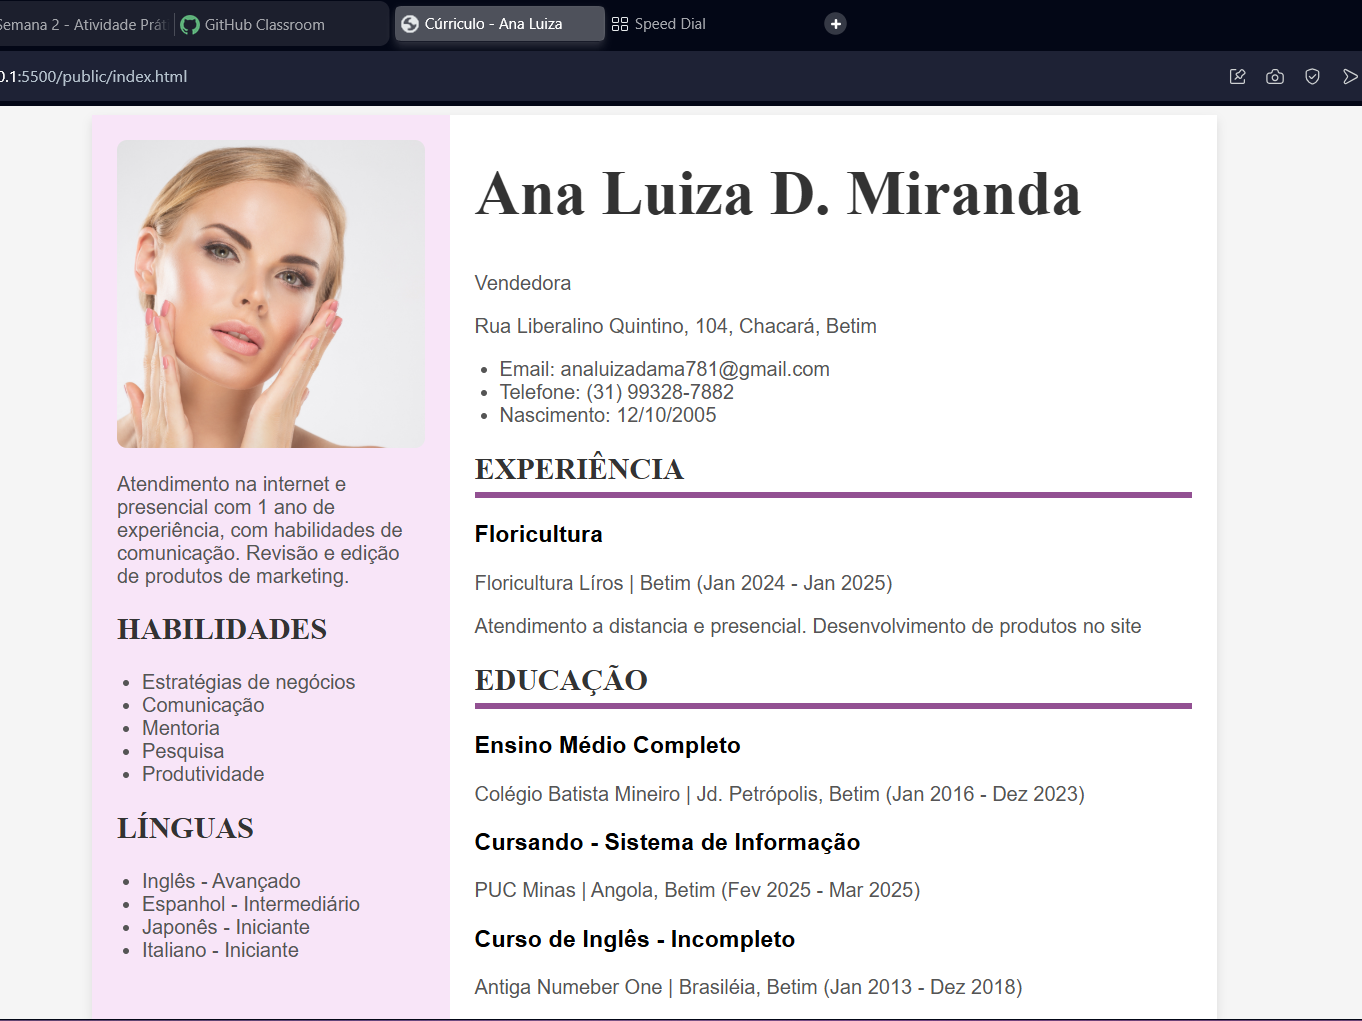 Semana 2 - Atividade Prát
GitHub Classroom
Cúrriculo - Ana Luiza
Speed Dial
0.1:5500/public/index.html
Atendimento na internet e
presencial com 1 ano de
experiência, com habilidades de
comunicação. Revisão e edição
de produtos de marketing.
HABILIDADES
Estratégias de negócios
Comunicação
Mentoria
Pesquisa
Produtividade
LÍNGUAS
Inglês - Avançado
Espanhol - Intermediário
Japonês - Iniciante
Italiano - Iniciante
Ana Luiza D. Miranda
Vendedora
Rua Liberalino Quintino, 104, Chacará, Betim
Email: analuizadama781@gmail.com
Telefone: (31) 99328-7882
Nascimento: 12/10/2005
EXPERIÊNCIA
Floricultura
Floricultura Líros | Betim (Jan 2024 - Jan 2025)
Atendimento a distancia e presencial. Desenvolvimento de produtos no site
EDUCAÇÃO
Ensino Médio Completo
Colégio Batista Mineiro | Jd. Petrópolis, Betim (Jan 2016 - Dez 2023)
Cursando - Sistema de Informação
PUC Minas | Angola, Betim (Fev 2025 - Mar 2025)
Curso de Inglês - Incompleto
Antiga Numeber One | Brasiléia, Betim (Jan 2013 - Dez 2018)